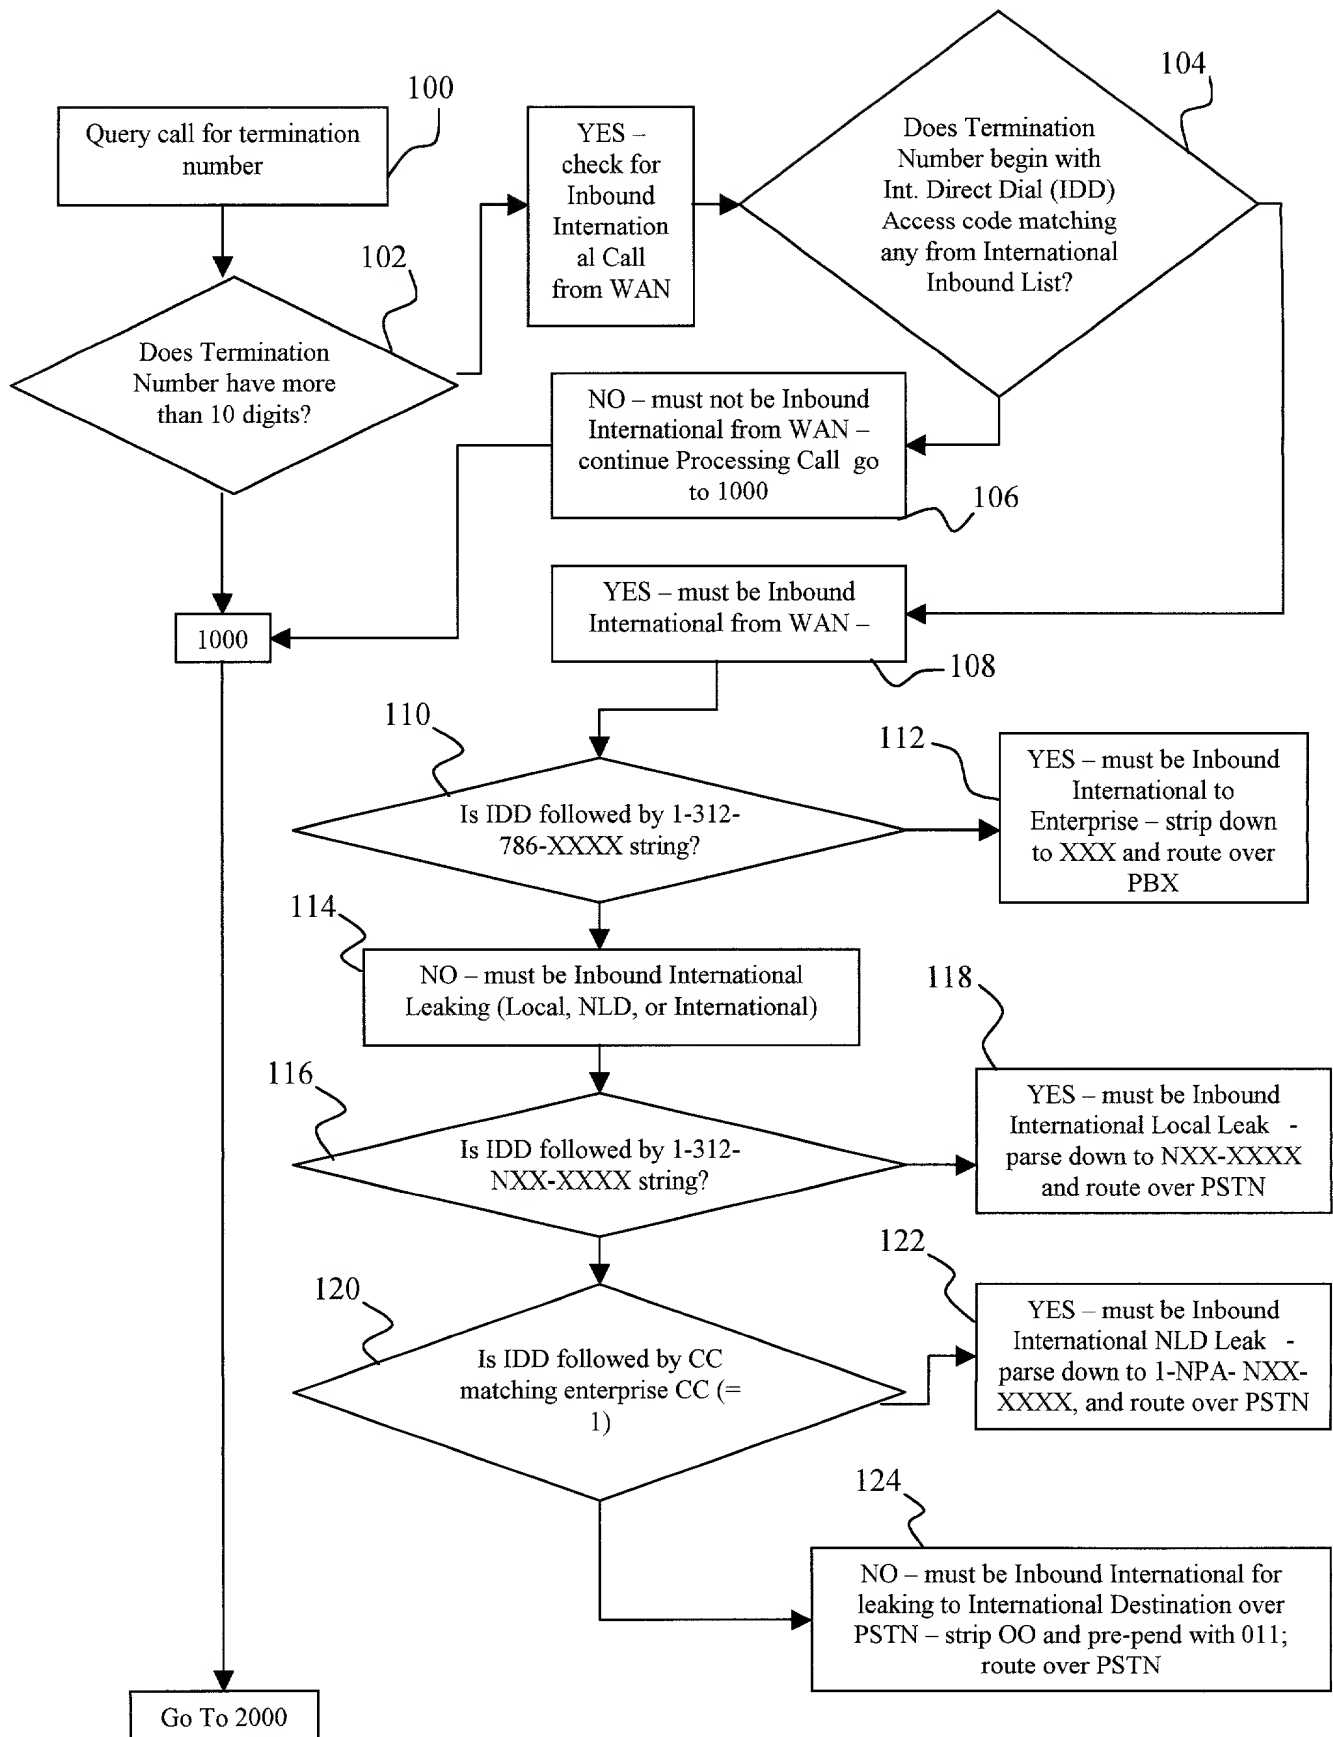 100
Query call for termination
number
YES –
check for
Inbound
Internation
al Call
from WAN
104
Does Termination
Number begin with
Int. Direct Dial (IDD)
Access code matching
any from International
Inbound List?
102
Does Termination
Number have more
than 10 digits?
NO – must not be Inbound
International from WAN –
continue Processing Call go
to 1000
106
YES – must be Inbound
International from WAN –
108
1000
110
Is IDD followed by 1-312-
786-XXXX string?
112
YES – must be Inbound
International to
Enterprise – strip down
to XXX and route over
PBX
114
NO – must be Inbound International
Leaking (Local, NLD, or International)
116
Is IDD followed by 1-312-
NXX-XXXX string?
118
YES – must be Inbound
International Local Leak -
parse down to NXX-XXXX
and route over PSTN
120
Is IDD followed by CC
matching enterprise CC (=
1)
122
YES – must be Inbound
International NLD Leak -
parse down to 1-NPA- NXX-
XXXX, and route over PSTN
124
NO – must be Inbound International for
leaking to International Destination over
PSTN – strip OO and pre-pend with 011;
route over PSTN
Go To 2000